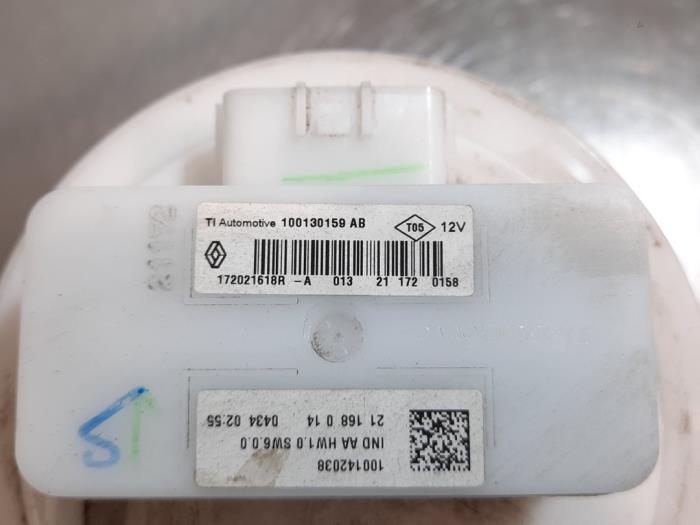 TI Automotive 100130159 AB
T05 12V
172021618R -A 013 21 172 0158
100142038
IND AA HW1.0 SW6.0.0
21 168 0 14 0434 02:55